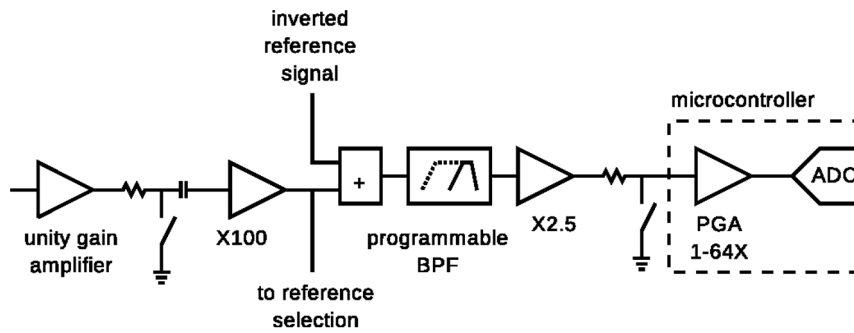 inverted
reference
signal
microcontroller
+
ADC
unity gain
amplifier
X100
programmable
BPF
X2.5
PGA
1-64X
to reference
selection